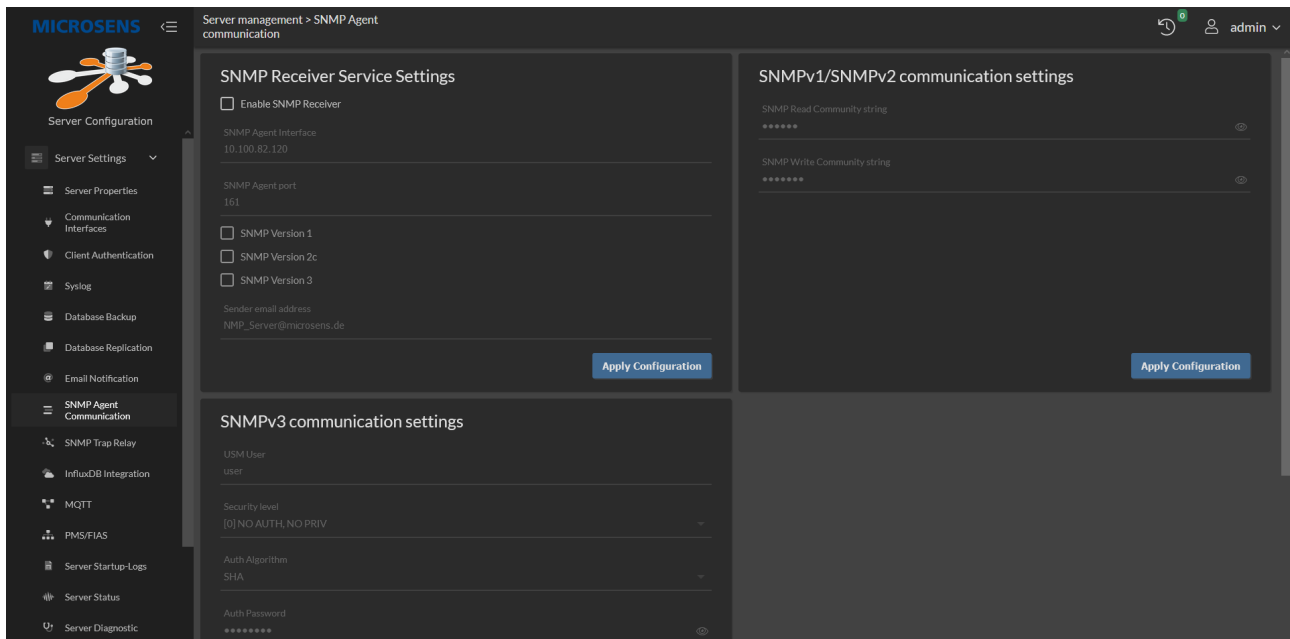 MICROSENS
Server management > SNMP Agent
communication
0
admin
Server Configuration
Server Settings
Server Properties
Communication
Interfaces
Client Authentication
Syslog
Database Backup
Database Replication
Email Notification
SNMP Agent
Communication
SNMP Trap Relay
InfluxDB Integration
MQTT
PMS/FIAS
Server Startup-Logs
Server Status
Server Diagnostic
SNMP Receiver Service Settings
Enable SNMP Receiver
SNMP Agent Interface
10.100.82.120
SNMP Agent port
161
SNMP Version 1
SNMP Version 2c
SNMP Version 3
Sender email address
NMP_Server@microsens.de
Apply Configuration
SNMPv1/SNMPv2 communication settings
SNMP Read Community string
••••••
SNMP Write Community string
•••••••
Apply Configuration
SNMPv3 communication settings
USM User
user
Security level
[0] NO AUTH, NO PRIV
Auth Algorithm
SHA
Auth Password
••••••••